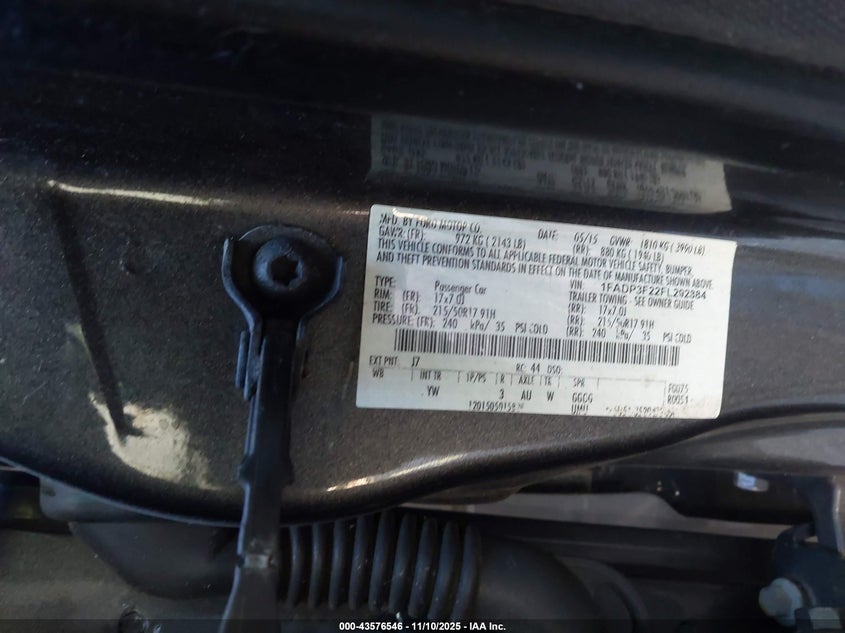 MFD. BY FORD MOTOR CO.
DATE: 05/15 GVWR: 1810 KG ( 3990 LB)
GAWR: (FR): 972 KG ( 2143 LB) (RR): 880 KG ( 1940 LB)
THIS VEHICLE CONFORMS TO ALL APPLICABLE FEDERAL MOTOR VEHICLE SAFETY, BUMPER,
AND THEFT PREVENTION STANDARDS IN EFFECT ON THE DATE OF MANUFACTURE SHOWN ABOVE.
VIN: 1FADP3F22FL292384
TYPE: Passenger Car TRAILER TOWING - SEE OWNER GUIDE
RIM: (FR): 17x7.0J (RR): 17x7.0J
TIRE: (FR): 215/50R17 91H (RR): 215/50R17 91H
PRESSURE: (FR): 240 kPa/ 35 PSI COLD (RR): 240 kPa/ 35 PSI COLD
EXT PNT: J7 RC: 44 DSO:
WB INT TR TP/PS R AXLE TR SPR F0075
YW 3 AU W GGCG R0051
UMU
000-43576546 — 11/10/2025 — IAA Inc.